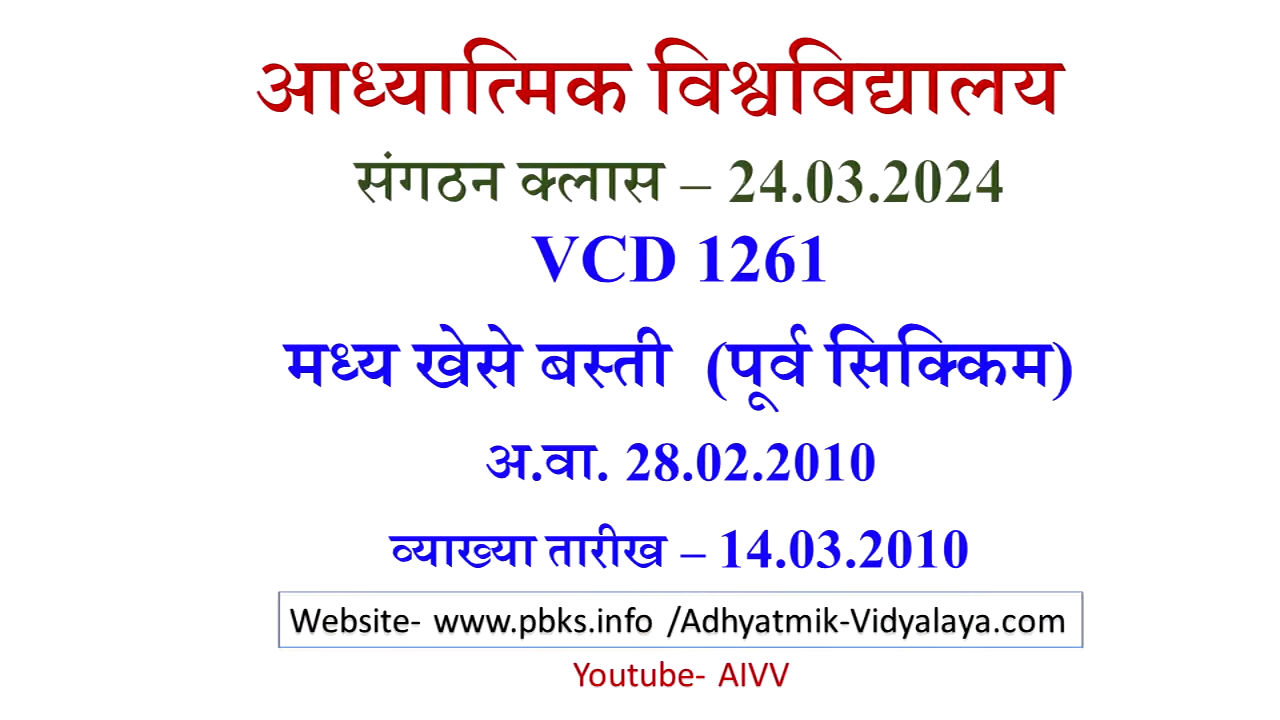 आध्यात्मिक विश्वविद्यालय
संगठन क्लास – 24.03.2024
VCD 1261
मध्य खेसे बस्ती (पूर्व सिक्किम)
अ.वा. 28.02.2010
व्याख्या तारीख – 14.03.2010
Website- www.pbks.info /Adhyatmik-Vidyalaya.com
Youtube- AIVV